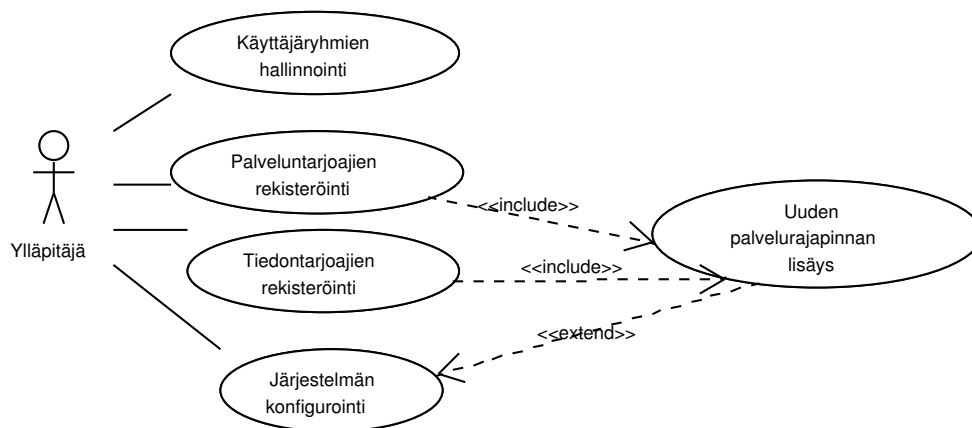 Käyttäjäryhmien
hallinnointi
Palveluntarjoajien
rekisteröinti
<<include>>
Uuden
palvelurajapinnan
lisäys
Ylläpitäjä
Tiedontarjoajien
rekisteröinti
<<include>>
<<extend>>
Järjestelmän
konfigurointi